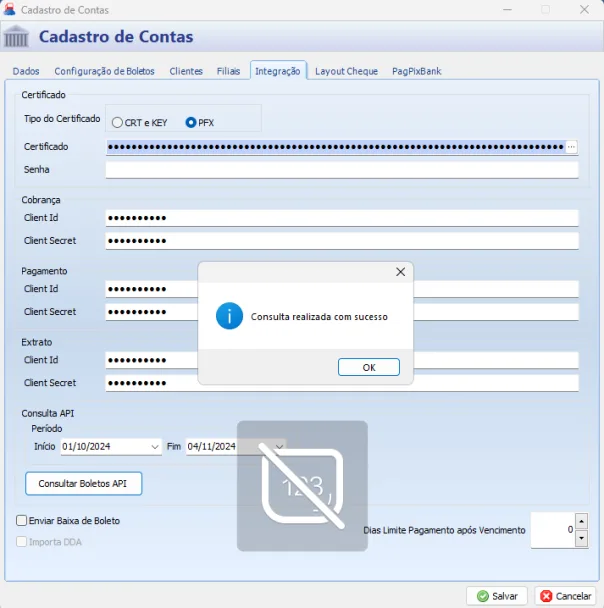 Cadastro de Contas
Cadastro de Contas
Dados Configuração de Boletos Clientes Filiais Integração Layout Cheque PagPixBank
Certificado
Tipo do Certificado CRT e KEY PFX
Certificado ...
Senha
Cobrança
Client Id
Client Secret
Pagamento
Client Id
Client Secret
Consulta realizada com sucesso
OK
Extrato
Client Id
Client Secret
Consulta API
Período
Início 01/10/2024 Fim 04/11/2024
123
Consultar Boletos API
Enviar Baixa de Boleto
Dias Limite Pagamento após Vencimento 0
Importa DDA
Salvar Cancelar